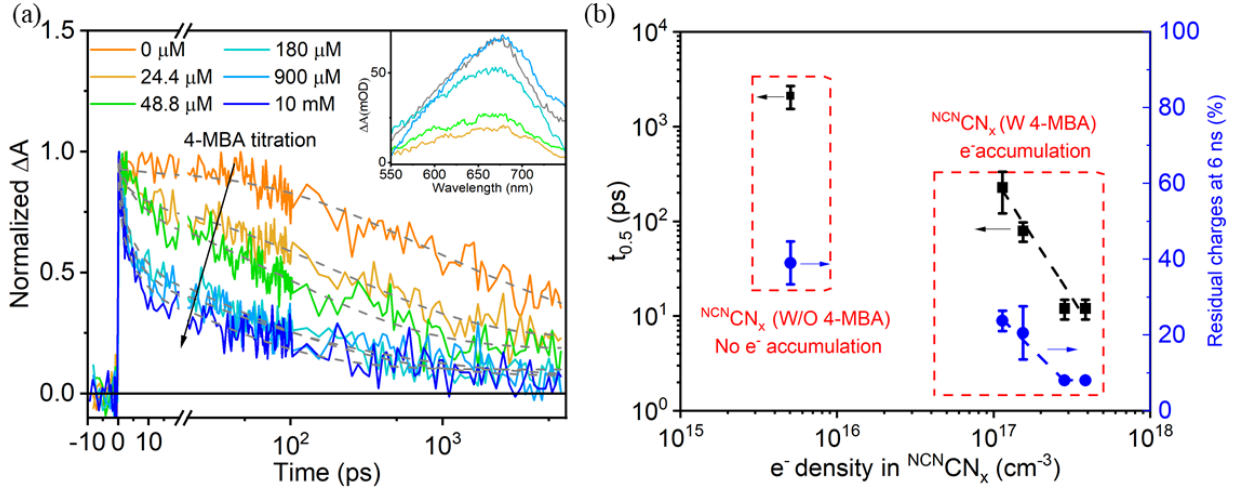 (a)
1.5
1.0
0.5
0.0
Normalized ΔA
0 μM
24.4 μM
48.8 μM
180 μM
900 μM
10 mM
4-MBA titration
ΔA(mOD)
50
0
550 600 650 700
Wavelength (nm)
-10 0 10 10² 10³
Time (ps)
(b)
10⁴
10³
10²
10¹
10⁰
t₀.₅ (ps)
100
80
60
40
20
0
Residual charges at 6 ns (%)
ᴺᶜᴺCNₓ (W 4-MBA)
e⁻accumulation
ᴺᶜᴺCNₓ (W/O 4-MBA)
No e⁻ accumulation
10¹⁵ 10¹⁶ 10¹⁷ 10¹⁸
e⁻ density in ᴺᶜᴺCNₓ (cm⁻³)